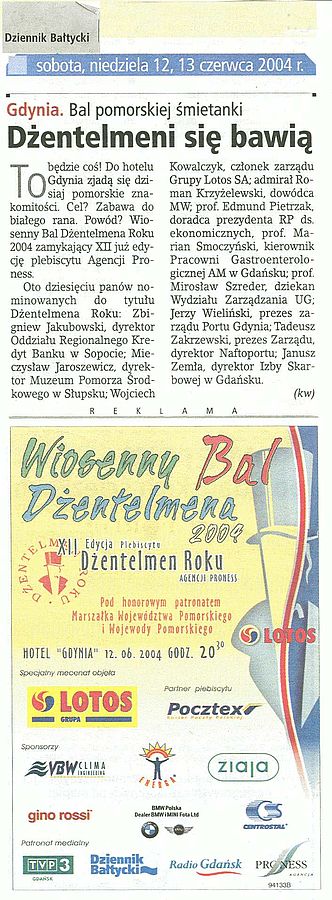 Dziennik Bałtycki
sobota, niedziela 12, 13 czerwca 2004 r.
Gdynia. Bal pomorskiej śmietanki
Dżentelmeni się bawią
To będzie coś! Do hotelu
Gdynia zjadą się dzi-
siaj pomorskie zna-
komitości. Cel? Zabawa do
białego rana. Powód? Wio-
senny Bal Dżentelmena Roku
2004 zamykający XII już edy-
cję plebiscytu Agencji Pro-
ness.
Oto dziesięciu panów no-
minowanych do tytułu
Dżentelmena Roku: Zbi-
gniew Jakubowski, dyrektor
Oddziału Regionalnego Kre-
dyt Banku w Sopocie; Mie-
czysław Jaroszewicz, dyrek-
tor Muzeum Pomorza Środ-
kowego w Słupsku; Wojciech
Kowalczyk, członek zarządu
Grupy Lotos SA; admirał Ro-
man Krzyżelewski, dowódca
MW; prof. Edmund Pietrzak,
doradca prezydenta RP ds.
ekonomicznych, prof. Ma-
rian Smoczyński, kierownik
Pracowni Gastroenterolo-
gicznej AM w Gdańsku; prof.
Mirosław Szreder, dziekan
Wydziału Zarządzania UG;
Jerzy Wieliński, prezes za-
rządu Portu Gdynia; Tadeusz
Zakrzewski, prezes Zarządu,
dyrektor Naftoportu; Janusz
Zemła, dyrektor Izby Skar-
bowej w Gdańsku.
(kw)
REKLAMA
Wiosenny Bal
Dżentelmena
2004
DŻENTELMEN ROKU
XII Edycja Plebiscytu
Dżentelmen Roku
AGENCJI PRONESS
Pod honorowym patronatem
Marszałka Województwa Pomorskiego
i Wojewody Pomorskiego
LOTOS
HOTEL "GDYNIA" 12. 06. 2004 GODZ. 20 30
Specjalny mecenat objęła
LOTOS
GRUPA
Partner plebiscytu
Pocztex
Sponsorzy
VBW CLIMA
ENGINEERING
ENERGA
ziaja
gino rossi
BMW Polska
Dealer BMW i MINI Fota Ltd
CENTROSTAL
Patronat medialny
TVP3
GDAŃSK
Dziennik
Bałtycki
Radio Gdańsk
PRONESS
AGENCJA
94133B